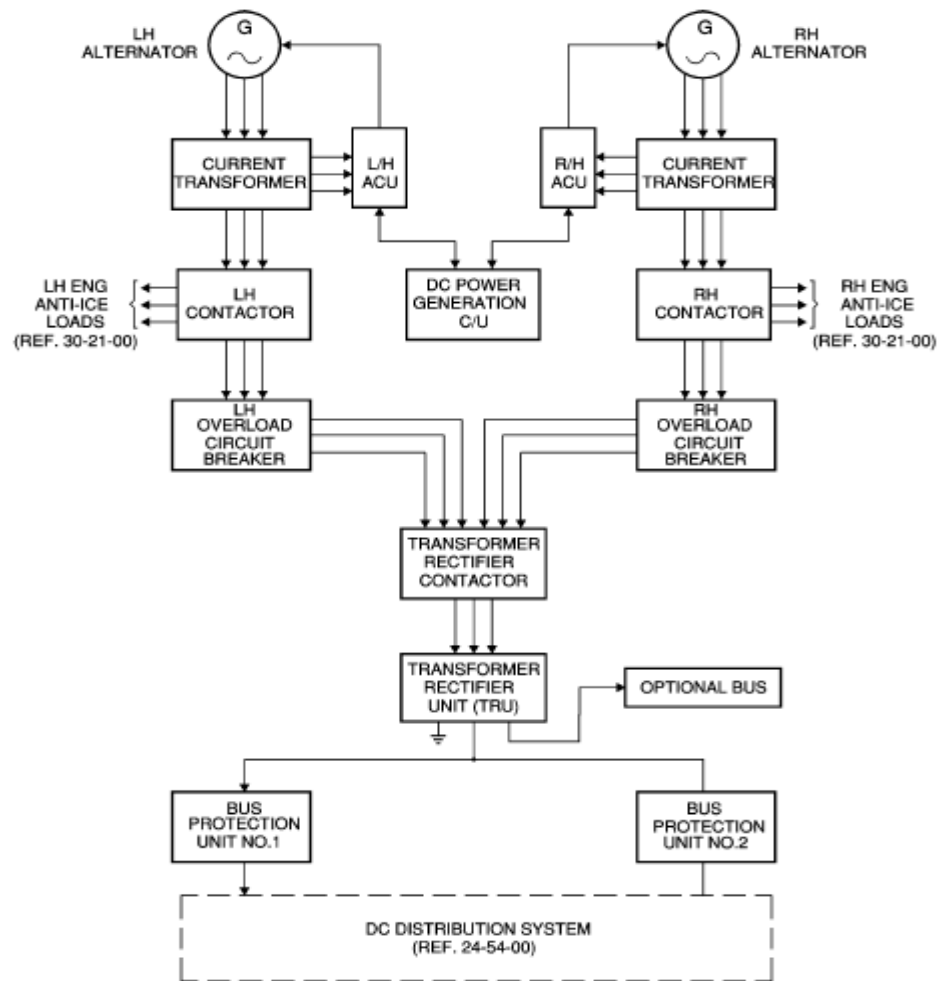 LH
ALTERNATOR
G
G
RH
ALTERNATOR
CURRENT
TRANSFORMER
L/H
ACU
R/H
ACU
CURRENT
TRANSFORMER
LH ENG
ANTI-ICE
LOADS
(REF. 30-21-00)
LH
CONTACTOR
DC POWER
GENERATION
C/U
RH
CONTACTOR
RH ENG
ANTI-ICE
LOADS
(REF. 30-21-00)
LH
OVERLOAD
CIRCUIT
BREAKER
RH
OVERLOAD
CIRCUIT
BREAKER
TRANSFORMER
RECTIFIER
CONTACTOR
TRANSFORMER
RECTIFIER
UNIT (TRU)
OPTIONAL BUS
BUS
PROTECTION
UNIT NO.1
BUS
PROTECTION
UNIT NO.2
DC DISTRIBUTION SYSTEM
(REF. 24-54-00)